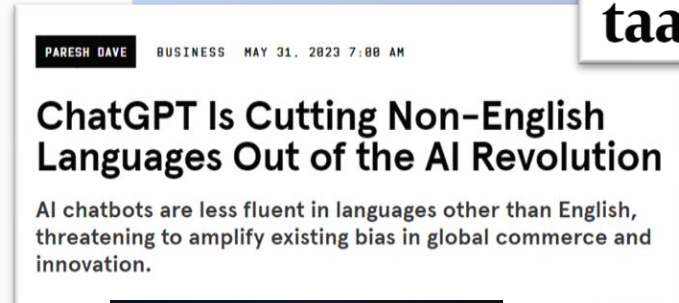 taa
PARESH DAVE BUSINESS MAY 31, 2023 7:00 AM
ChatGPT Is Cutting Non-English
Languages Out of the AI Revolution
AI chatbots are less fluent in languages other than English,
threatening to amplify existing bias in global commerce and
innovation.